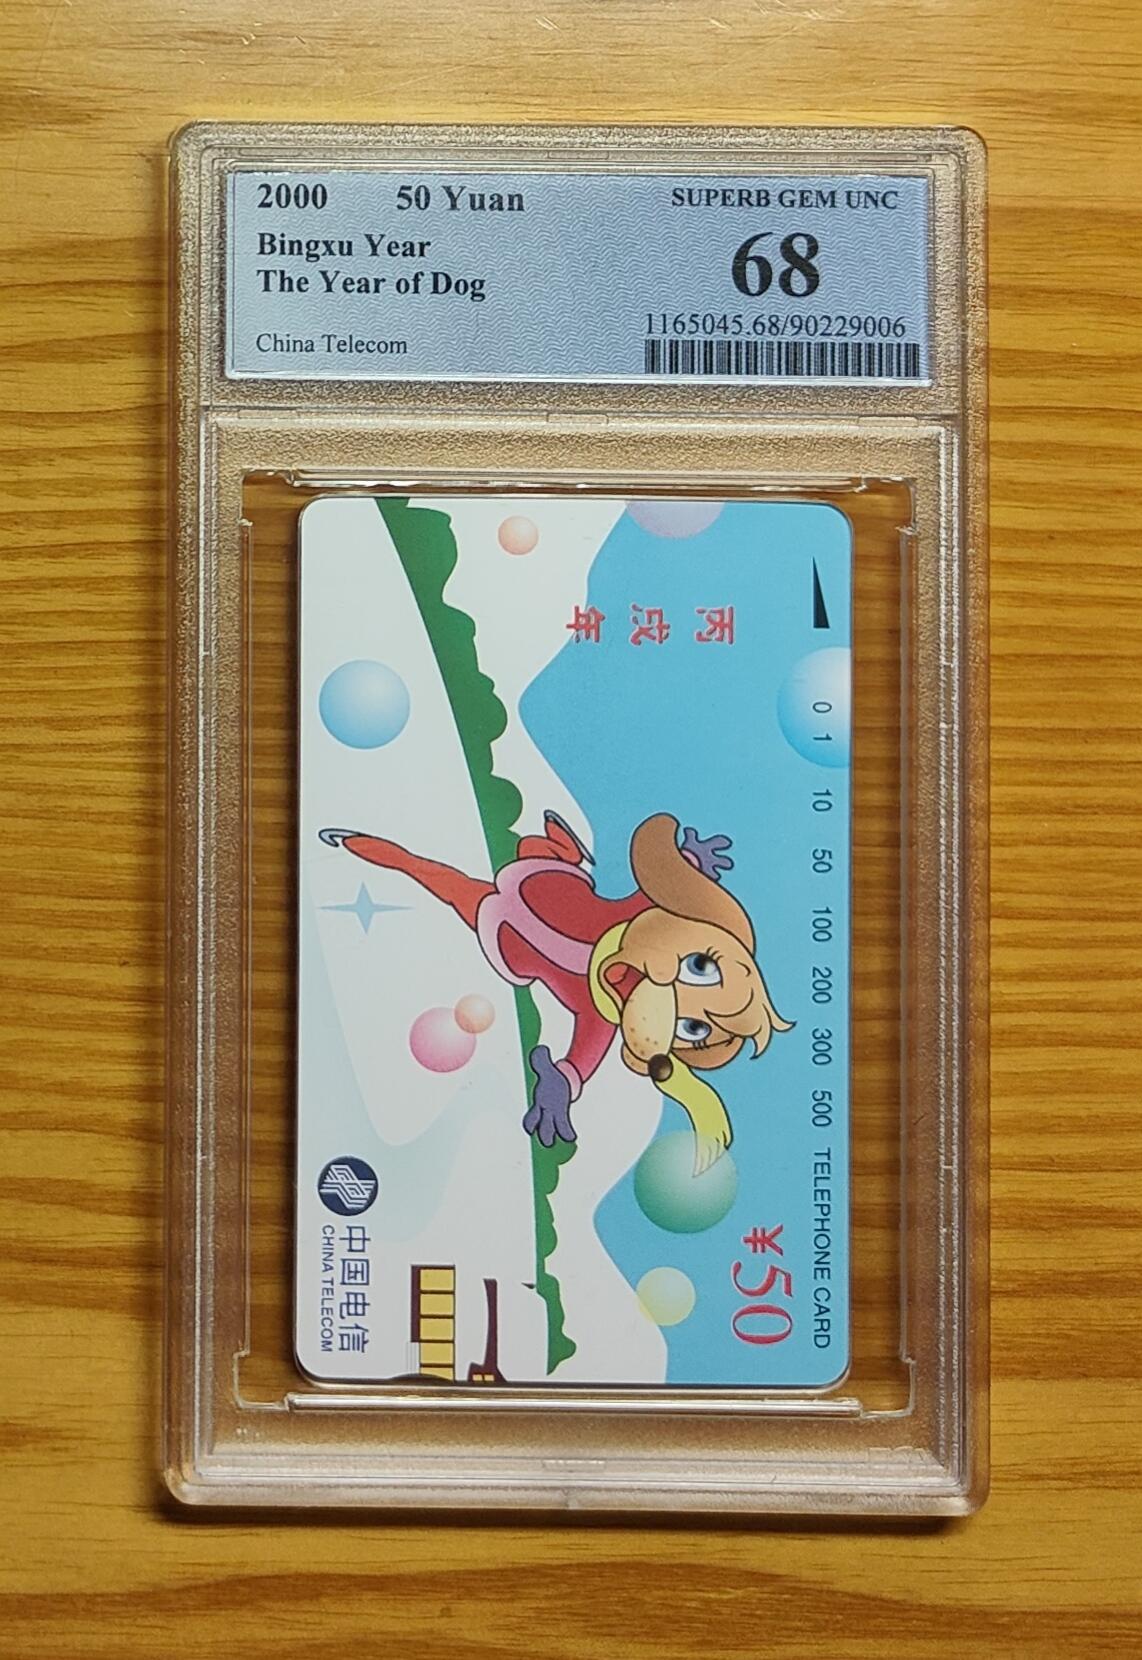 2000 50 Yuan
Bingxu Year
The Year of Dog
China Telecom
SUPERB GEM UNC
68
1165045.68/90229006
0 1 10 50 100 200 300 500 TELEPHONE CARD
丙戌年
¥50
中国电信
CHINA TELECOM